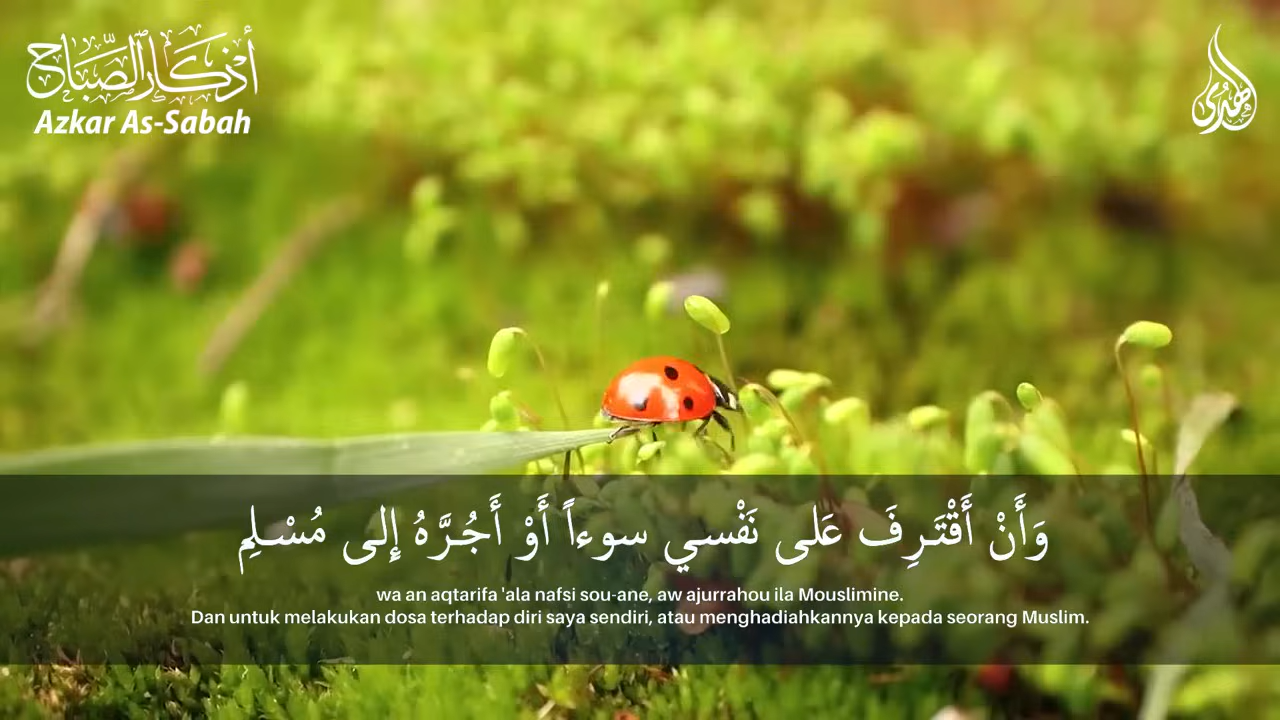 أذكار الصباح
Azkar As-Sabah
الهدى
وَأَنْ أَقْتَرِفَ عَلى نَفْسي سوءاً أَوْ أَجُرَّهُ إِلى مُسْلِمِ
wa an aqtarifa 'ala nafsi sou-ane, aw ajurrahou ila Mouslimine.
Dan untuk melakukan dosa terhadap diri saya sendiri, atau menghadiahkannya kepada seorang Muslim.